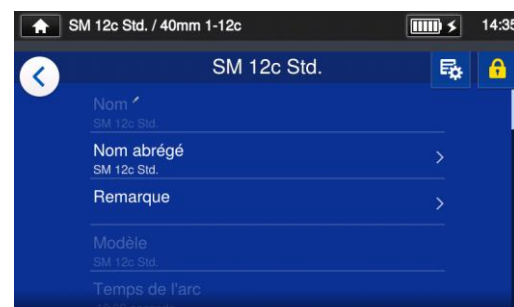 SM 12c Std. / 40mm 1-12c
14:35
SM 12c Std.
Nom
SM 12c Std.
Nom abrégé
SM 12c Std.
Remarque
Modèle
SM 12c Std.
Temps de l'arc